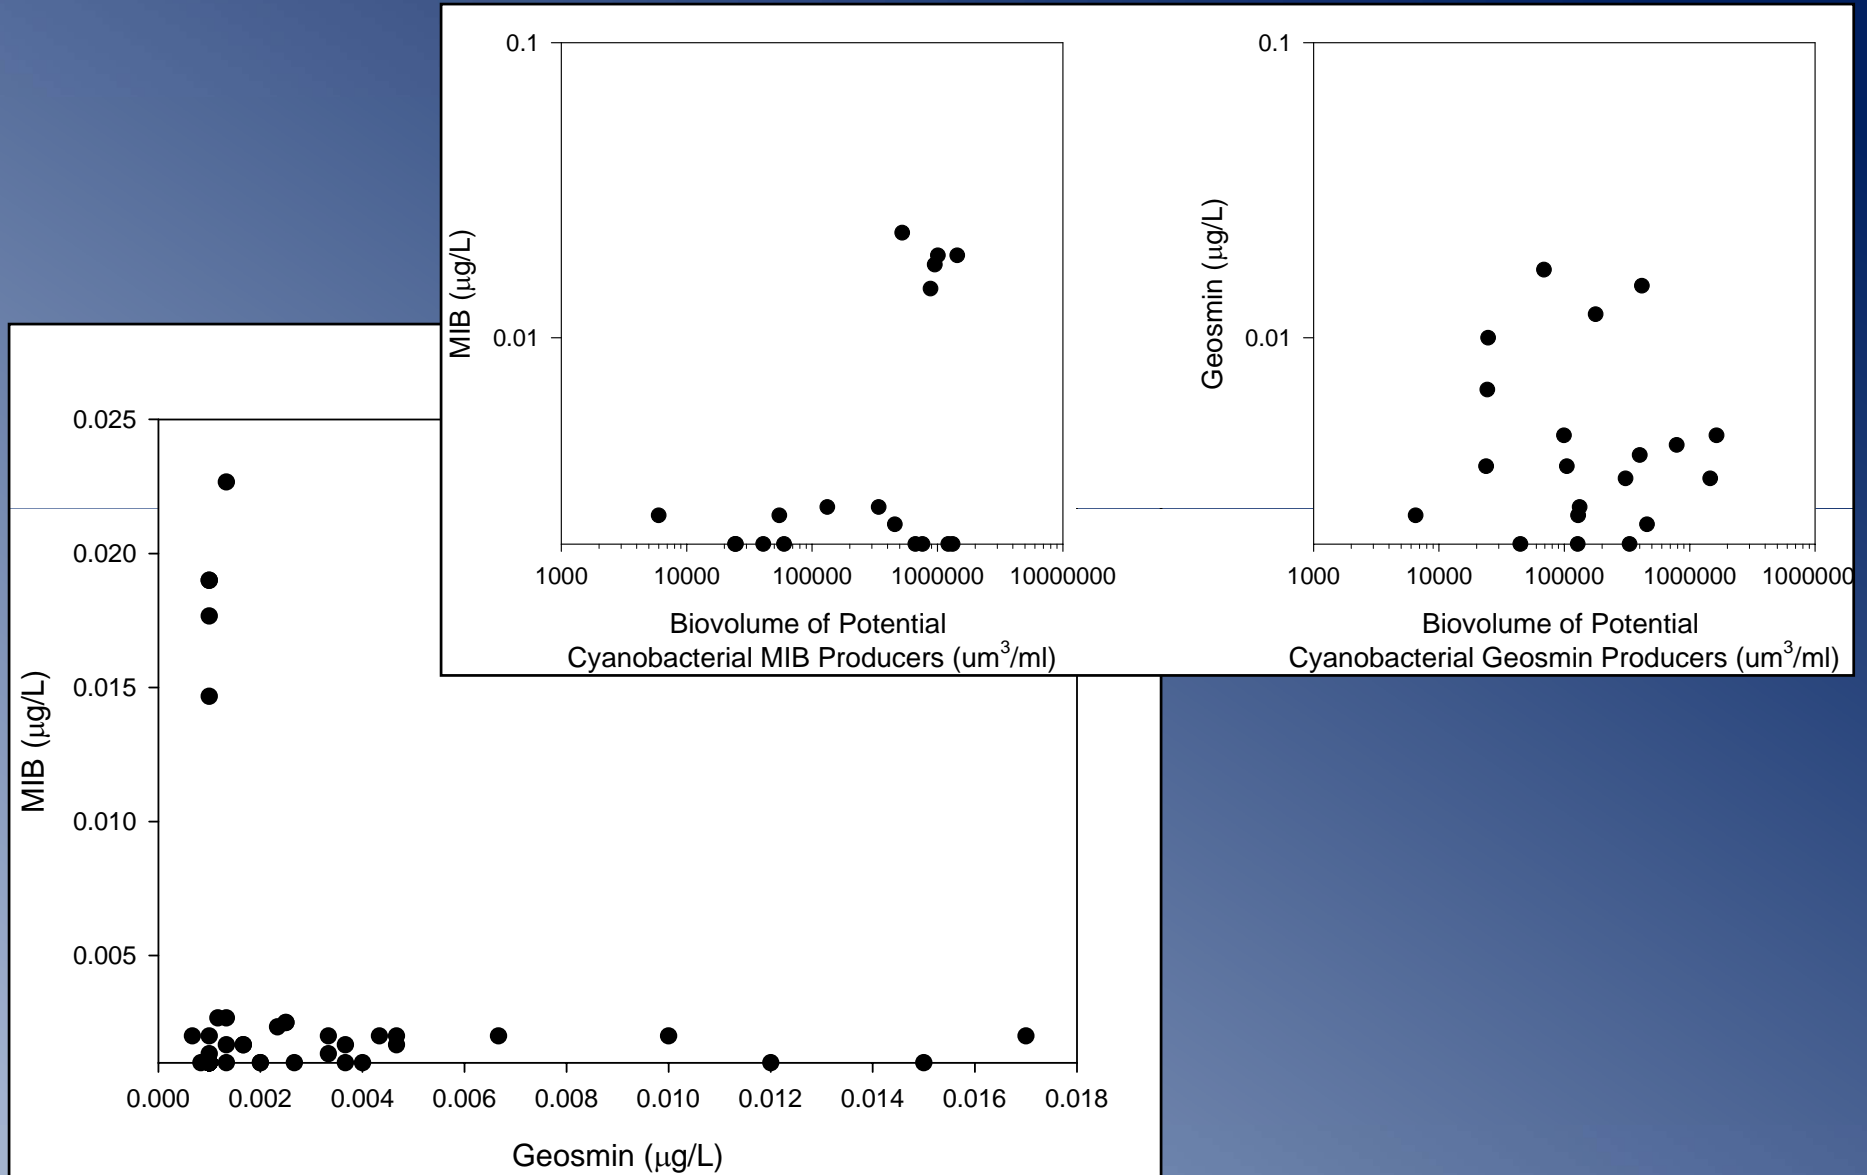 0.1
0.01
MIB (μg/L)
1000 10000 100000 1000000 10000000
Biovolume of Potential
Cyanobacterial MIB Producers (um³/ml)
0.1
0.01
Geosmin (μg/L)
1000 10000 100000 1000000 1000000
Biovolume of Potential
Cyanobacterial Geosmin Producers (um³/ml)
0.025
0.020
0.015
0.010
0.005
MIB (μg/L)
0.000 0.002 0.004 0.006 0.008 0.010 0.012 0.014 0.016 0.018
Geosmin (μg/L)